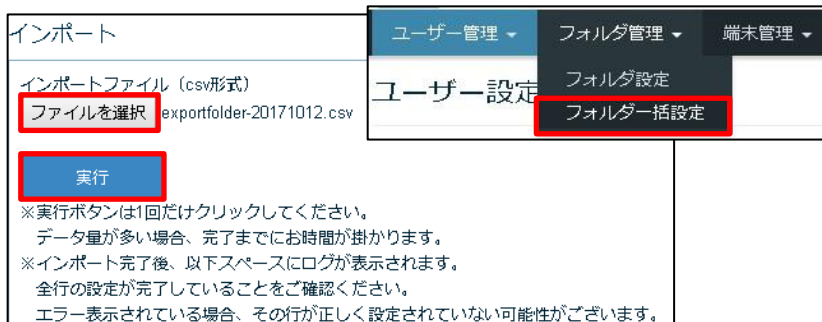 インポート
インポートファイル（csv形式）
ファイルを選択 exportfolder-20171012.csv
実行
※実行ボタンは1回だけクリックしてください。
データ量が多い場合、完了までにお時間が掛かります。
※インポート完了後、以下スペースにログが表示されます。
全行の設定が完了していることをご確認ください。
エラー表示されている場合、その行が正しく設定されていない可能性がございます。
ユーザー管理 フォルダ管理 端末管理
ユーザー設定
フォルダ設定
フォルダ一括設定